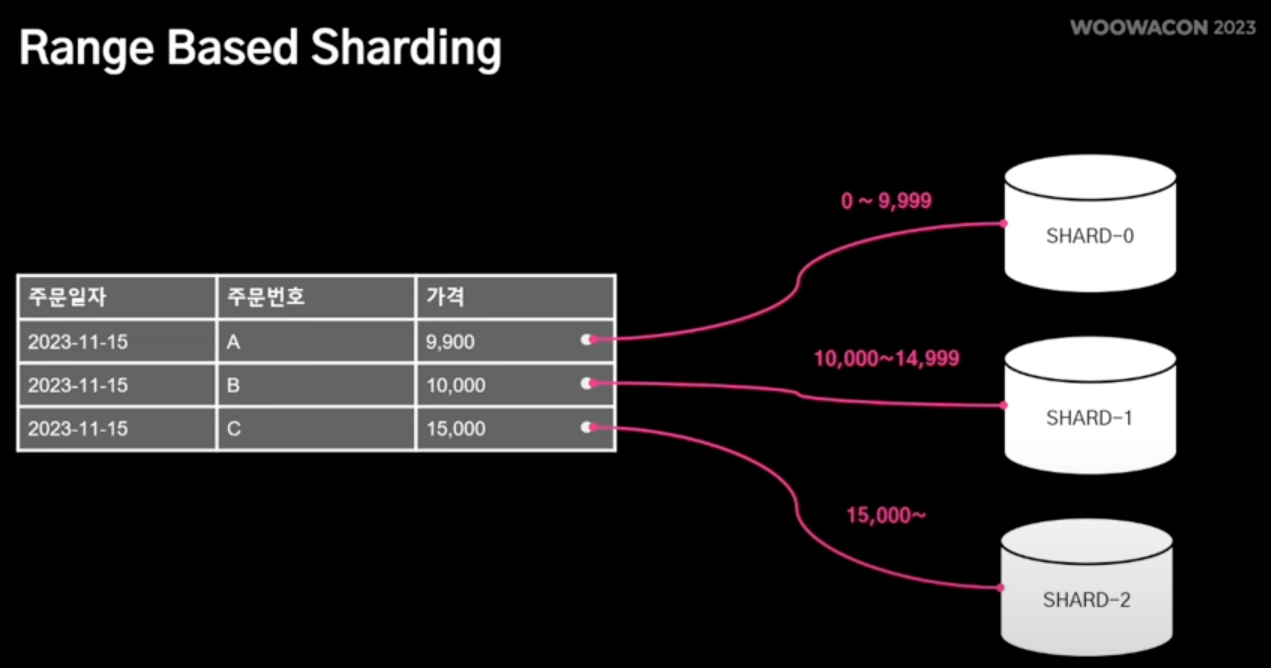 WOOWACON 2023
Range Based Sharding
0 ~ 9,999
SHARD-0
주문일자 주문번호 가격
2023-11-15 A 9,900
2023-11-15 B 10,000
2023-11-15 C 15,000
10,000~14,999
SHARD-1
15,000~
SHARD-2